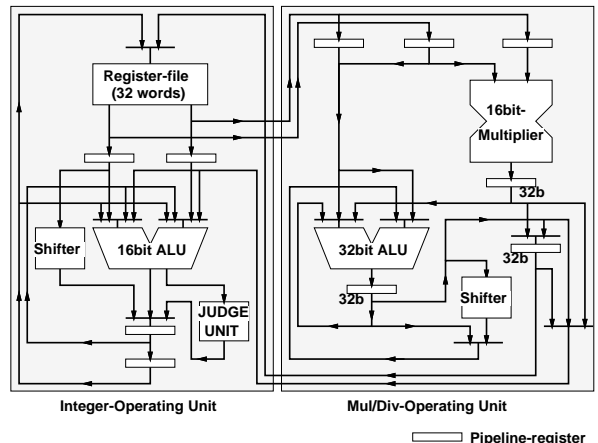 Register-file
(32 words)
16bit-
Multiplier
32b
Shifter
16bit ALU
32bit ALU
32b
32b
Shifter
JUDGE
UNIT
Integer-Operating Unit
Mul/Div-Operating Unit
Pipeline-register